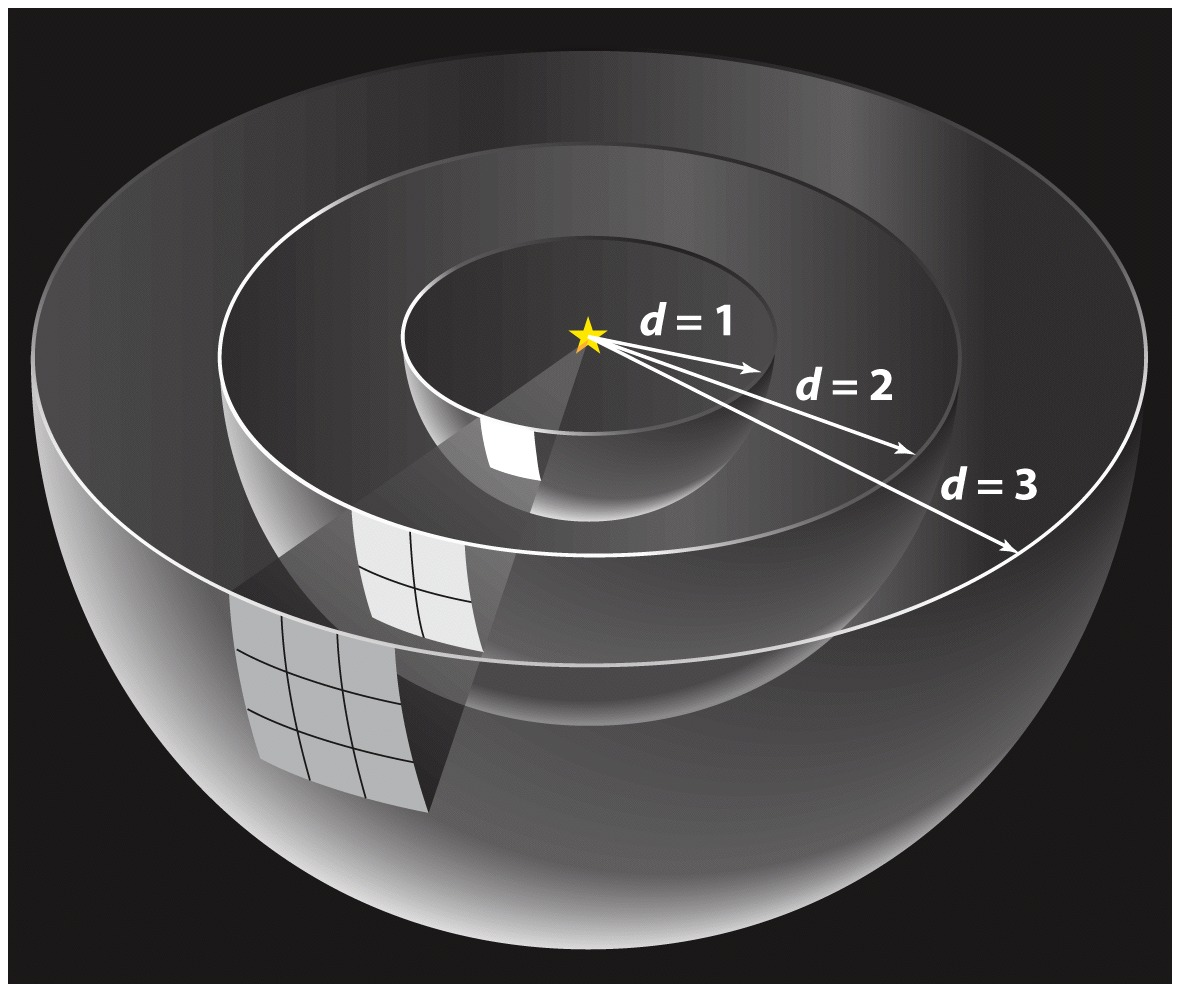 d = 1
d = 2
d = 3